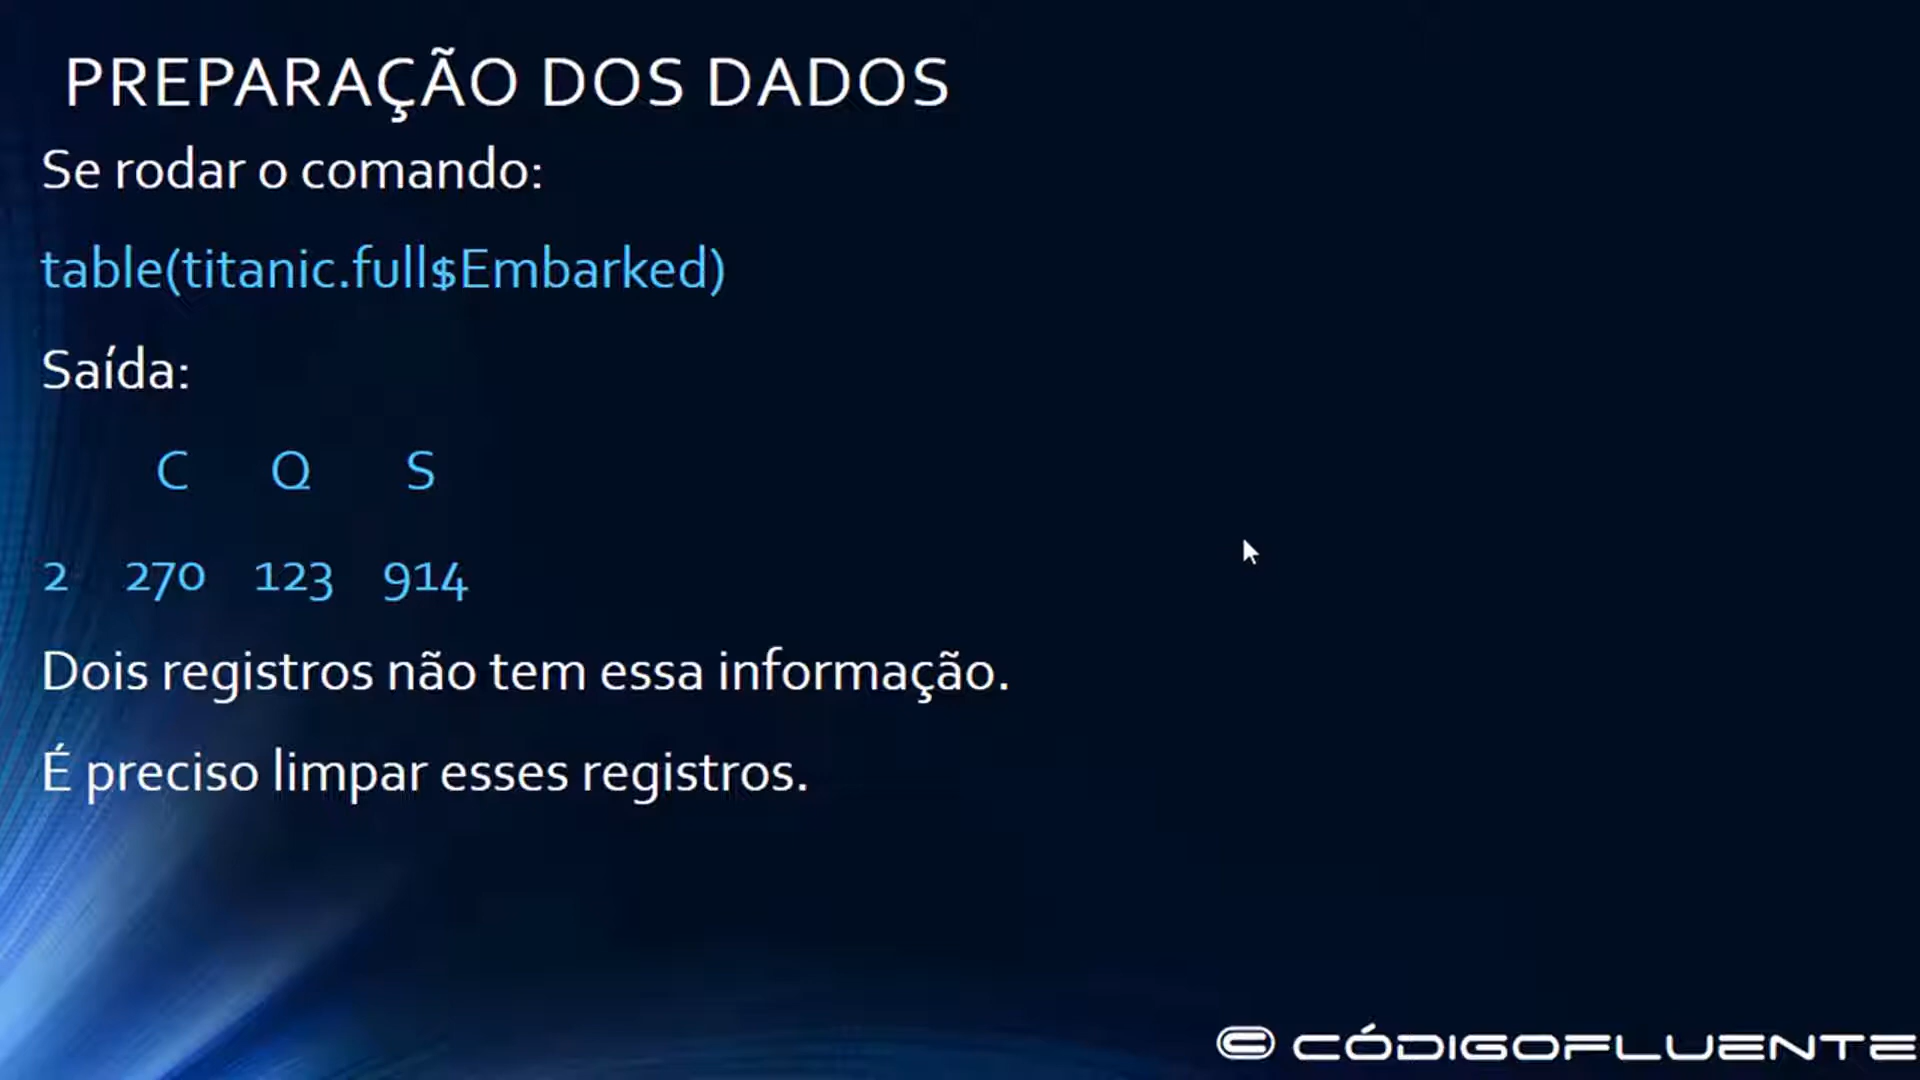 PREPARAÇÃO DOS DADOS
Se rodar o comando:
table(titanic.full$Embarked)
Saída:
C Q S
2 270 123 914
Dois registros não tem essa informação.
É preciso limpar esses registros.
CÓDIGOFLUENTE